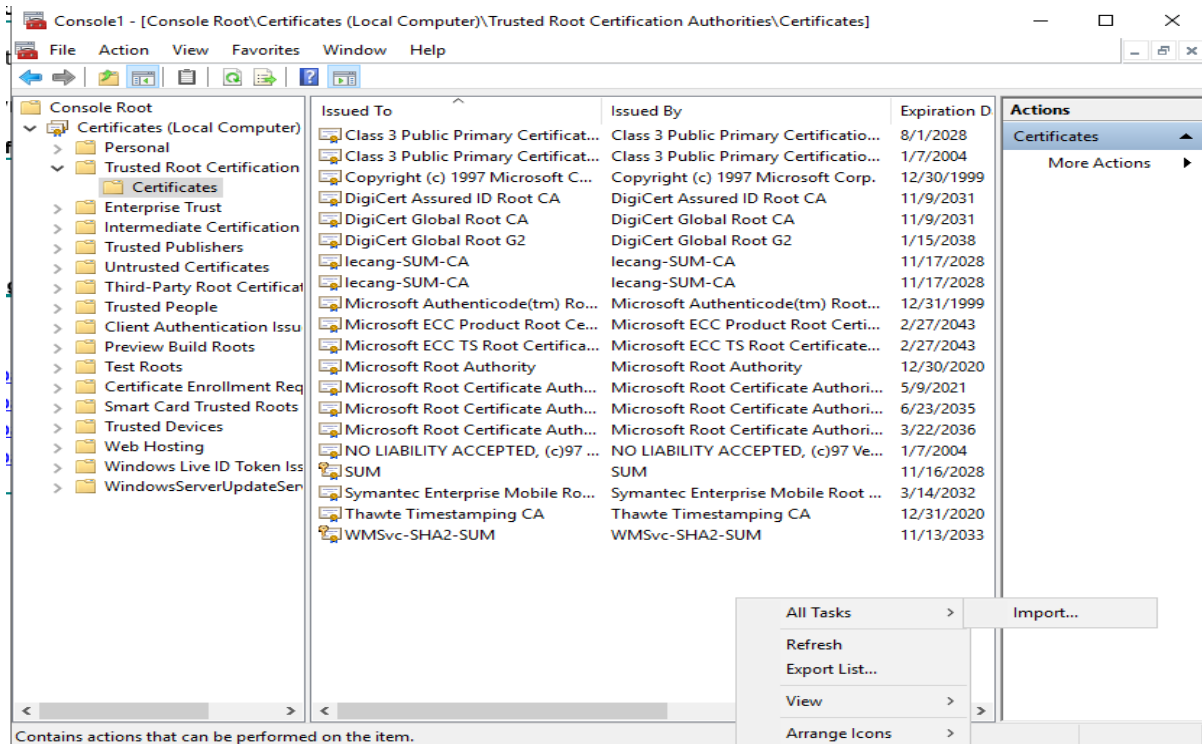 Console1 - [Console Root\Certificates (Local Computer)\Trusted Root Certification Authorities\Certificates]
File Action View Favorites Window Help
Console Root
Certificates (Local Computer)
Personal
Trusted Root Certification
Certificates
Enterprise Trust
Intermediate Certification
Trusted Publishers
Untrusted Certificates
Third-Party Root Certificat
Trusted People
Client Authentication Issu
Preview Build Roots
Test Roots
Certificate Enrollment Req
Smart Card Trusted Roots
Trusted Devices
Web Hosting
Windows Live ID Token Iss
WindowsServerUpdateSer
Issued To Issued By Expiration D
Class 3 Public Primary Certificat... Class 3 Public Primary Certificatio... 8/1/2028
Class 3 Public Primary Certificat... Class 3 Public Primary Certificatio... 1/7/2004
Copyright (c) 1997 Microsoft C... Copyright (c) 1997 Microsoft Corp. 12/30/1999
DigiCert Assured ID Root CA DigiCert Assured ID Root CA 11/9/2031
DigiCert Global Root CA DigiCert Global Root CA 11/9/2031
DigiCert Global Root G2 DigiCert Global Root G2 1/15/2038
lecang-SUM-CA lecang-SUM-CA 11/17/2028
lecang-SUM-CA lecang-SUM-CA 11/17/2028
Microsoft Authenticode(tm) Ro... Microsoft Authenticode(tm) Root... 12/31/1999
Microsoft ECC Product Root Ce... Microsoft ECC Product Root Certi... 2/27/2043
Microsoft ECC TS Root Certifica... Microsoft ECC TS Root Certificate... 2/27/2043
Microsoft Root Authority Microsoft Root Authority 12/30/2020
Microsoft Root Certificate Auth... Microsoft Root Certificate Authori... 5/9/2021
Microsoft Root Certificate Auth... Microsoft Root Certificate Authori... 6/23/2035
Microsoft Root Certificate Auth... Microsoft Root Certificate Authori... 3/22/2036
NO LIABILITY ACCEPTED, (c)97 ... NO LIABILITY ACCEPTED, (c)97 Ve... 1/7/2004
SUM SUM 11/16/2028
Symantec Enterprise Mobile Ro... Symantec Enterprise Mobile Root ... 3/14/2032
Thawte Timestamping CA Thawte Timestamping CA 12/31/2020
WMSvc-SHA2-SUM WMSvc-SHA2-SUM 11/13/2033
Actions
Certificates
More Actions
All Tasks
Import...
Refresh
Export List...
View
Arrange Icons
Contains actions that can be performed on the item.